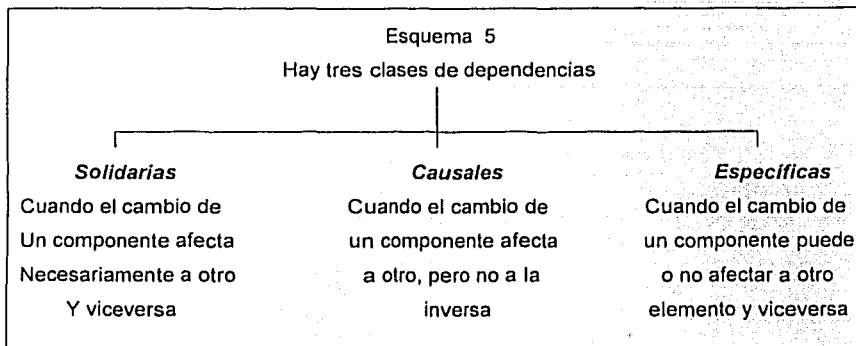 Esquema 5
Hay tres clases de dependencias
Solidarias
Cuando el cambio de
Un componente afecta
Necesariamente a otro
Y viceversa
Causales
Cuando el cambio de
un componente afecta
a otro, pero no a la
inversa
Específicas
Cuando el cambio de
un componente puede
o no afectar a otro
elemento y viceversa